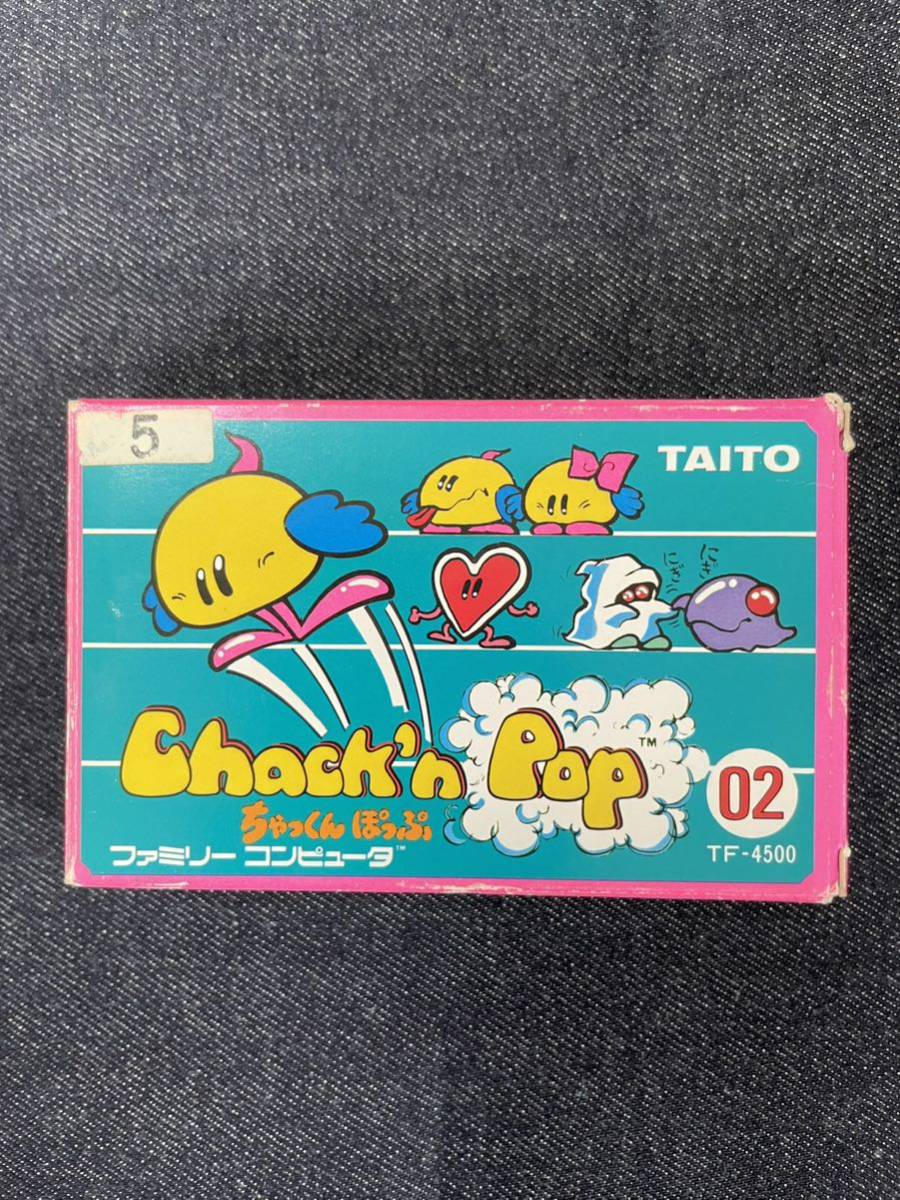 5
TAITO
にぎ
にぎ
Chack'n Pop™
ちゃっくんぽっぷ
ファミリー コンピュータ™
02
TF-4500